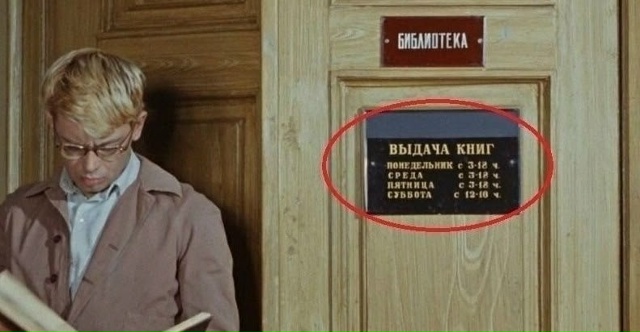 БИБЛИОТЕКА
ВЫДАЧА КНИГ
ПОНЕДЕЛЬНИК с 3-18 ч.
СРЕДА с 3-18 ч.
ПЯТНИЦА с 3-18 ч.
СУББОТА с 12-16 ч.